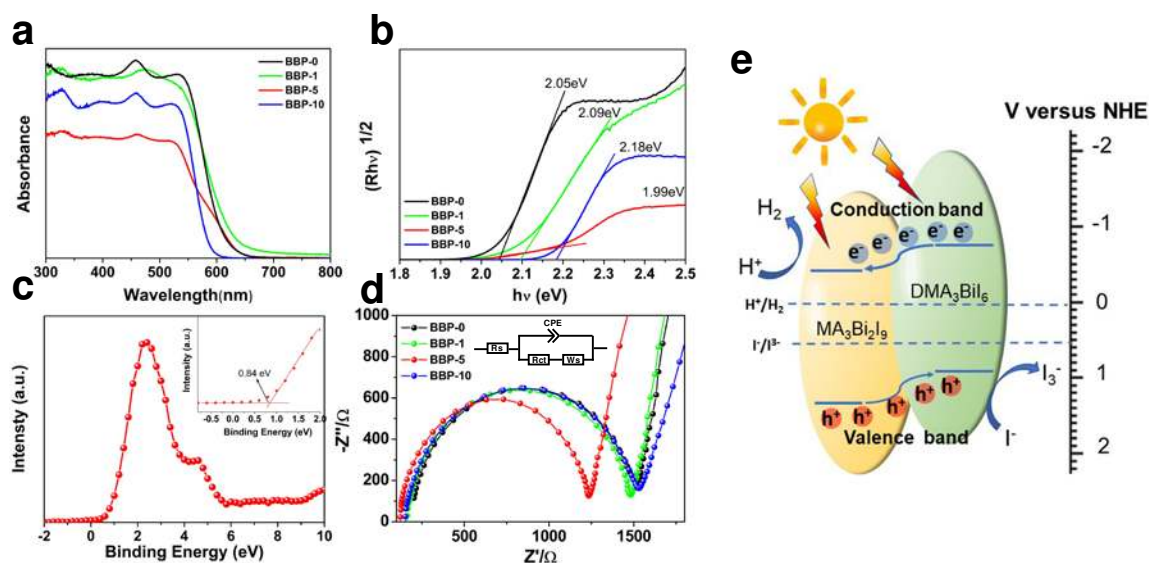 a
Absorbance
BBP-0
BBP-1
BBP-5
BBP-10
300 400 500 600 700 800
Wavelength(nm)
b
(Rhν) 1/2
2.05eV
2.09eV
2.18eV
1.99eV
BBP-0
BBP-1
BBP-5
BBP-10
1.8 1.9 2.0 2.1 2.2 2.3 2.4 2.5
hν (eV)
c
Intensty (a.u.)
Intensity (a.u.)
0.84 eV
-0.5 0.0 0.5 1.0 1.5 2.0
Binding Energy (eV)
-2 0 2 4 6 8 10
Binding Energy (eV)
d
-Z''/Ω
-1000
-800
-600
-400
-200
0
BBP-0
BBP-1
BBP-5
BBP-10
CPE
Rs
Rct
Ws
500 1000 1500
Z'/Ω
e
V versus NHE
-2
-1
0
1
2
H2
H+
Conduction band
e- e- e- e- e-
DMA3BiI6
H+/H2
MA3Bi2I9
I-/I3-
I3-
h+ h+ h+ h+ h+
I-
Valence band